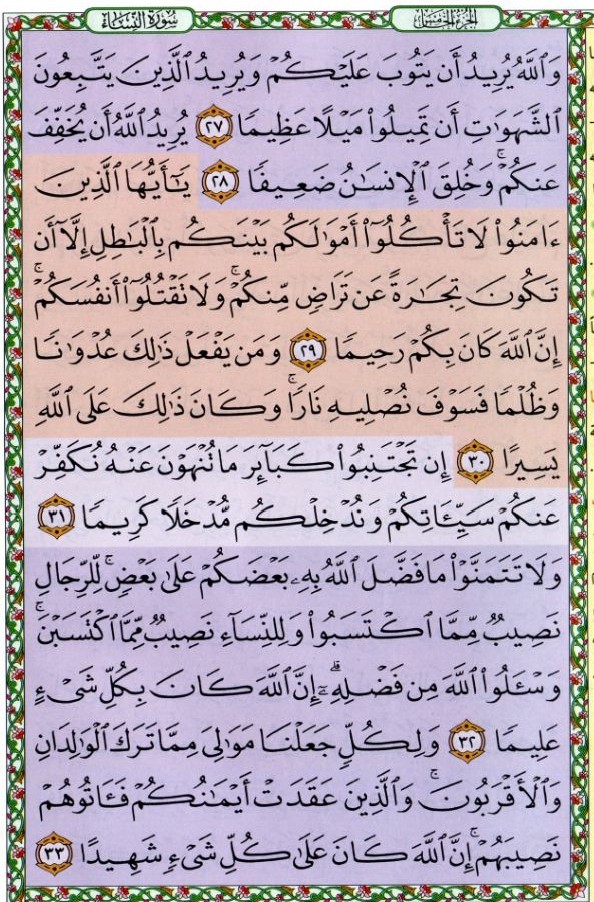 الجزء الخامس
سورة النساء
وَٱللَّهُ يُرِيدُ أَن يَتُوبَ عَلَيْكُمْ وَيُرِيدُ ٱلَّذِينَ يَتَّبِعُونَ
ٱلشَّهَوَٰتِ أَن تَمِيلُوا۟ مَيْلًا عَظِيمًا ٢٧ يُرِيدُ ٱللَّهُ أَن يُخَفِّفَ
عَنكُمْ ۚ وَخُلِقَ ٱلْإِنسَٰنُ ضَعِيفًا ٢٨ يَٰٓأَيُّهَا ٱلَّذِينَ
ءَامَنُوا۟ لَا تَأْكُلُوٓا۟ أَمْوَٰلَكُم بَيْنَكُم بِٱلْبَٰطِلِ إِلَّآ أَن
تَكُونَ تِجَٰرَةً عَن تَرَاضٍ مِّنكُمْ ۚ وَلَا تَقْتُلُوٓا۟ أَنفُسَكُمْ ۚ
إِنَّ ٱللَّهَ كَانَ بِكُمْ رَحِيمًا ٢٩ وَمَن يَفْعَلْ ذَٰلِكَ عُدْوَٰنًا
وَظُلْمًا فَسَوْفَ نُصْلِيهِ نَارًا ۚ وَكَانَ ذَٰلِكَ عَلَى ٱللَّهِ
يَسِيرًا ٣٠ إِن تَجْتَنِبُوا۟ كَبَآئِرَ مَا تُنْهَوْنَ عَنْهُ نُكَفِّرْ
عَنكُمْ سَيِّـَٔاتِكُمْ وَنُدْخِلْكُم مُّدْخَلًا كَرِيمًا ٣١
وَلَا تَتَمَنَّوْا۟ مَا فَضَّلَ ٱللَّهُ بِهِۦ بَعْضَكُمْ عَلَىٰ بَعْضٍ ۚ لِّلرِّجَالِ
نَصِيبٌ مِّمَّا ٱكْتَسَبُوا۟ ۖ وَلِلنِّسَآءِ نَصِيبٌ مِّمَّا ٱكْتَسَبْنَ ۚ
وَسْـَٔلُوا۟ ٱللَّهَ مِن فَضْلِهِۦٓ ۗ إِنَّ ٱللَّهَ كَانَ بِكُلِّ شَىْءٍ
عَلِيمًا ٣٢ وَلِكُلٍّ جَعَلْنَا مَوَٰلِىَ مِمَّا تَرَكَ ٱلْوَٰلِدَانِ
وَٱلْأَقْرَبُونَ ۚ وَٱلَّذِينَ عَقَدَتْ أَيْمَٰنُكُمْ فَـَٔاتُوهُمْ
نَصِيبَهُمْ ۚ إِنَّ ٱللَّهَ كَانَ عَلَىٰ كُلِّ شَىْءٍ شَهِيدًا ٣٣